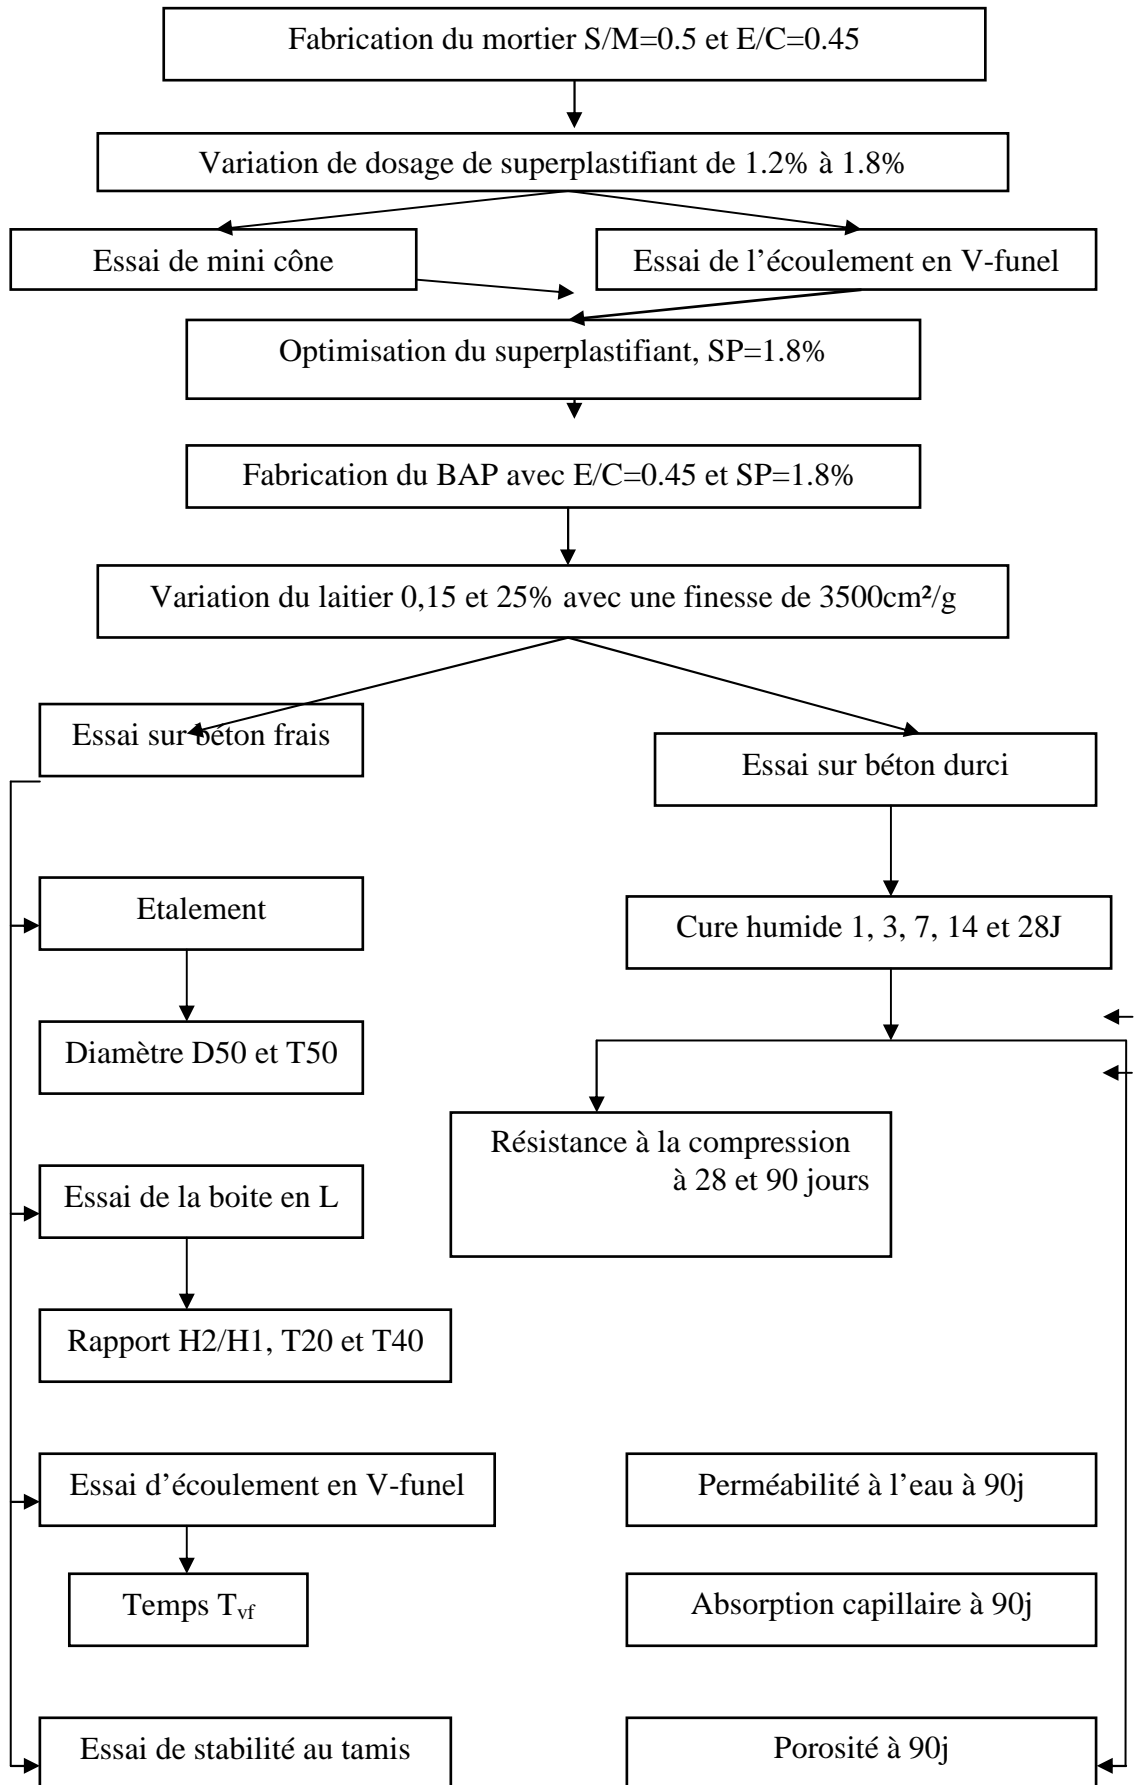 Fabrication du mortier S/M=0.5 et E/C=0.45
Variation de dosage de superplastifiant de 1.2% à 1.8%
Essai de mini cône
Essai de l’écoulement en V-funel
Optimisation du superplastifiant, SP=1.8%
Fabrication du BAP avec E/C=0.45 et SP=1.8%
Variation du laitier 0,15 et 25% avec une finesse de 3500cm²/g
Essai sur béton frais
Essai sur béton durci
Etalement
Cure humide 1, 3, 7, 14 et 28J
Diamètre D50 et T50
Résistance à la compression
à 28 et 90 jours
Essai de la boite en L
Rapport H2/H1, T20 et T40
Essai d’écoulement en V-funel
Perméabilité à l’eau à 90j
Temps Tvf
Absorption capillaire à 90j
Essai de stabilité au tamis
Porosité à 90j